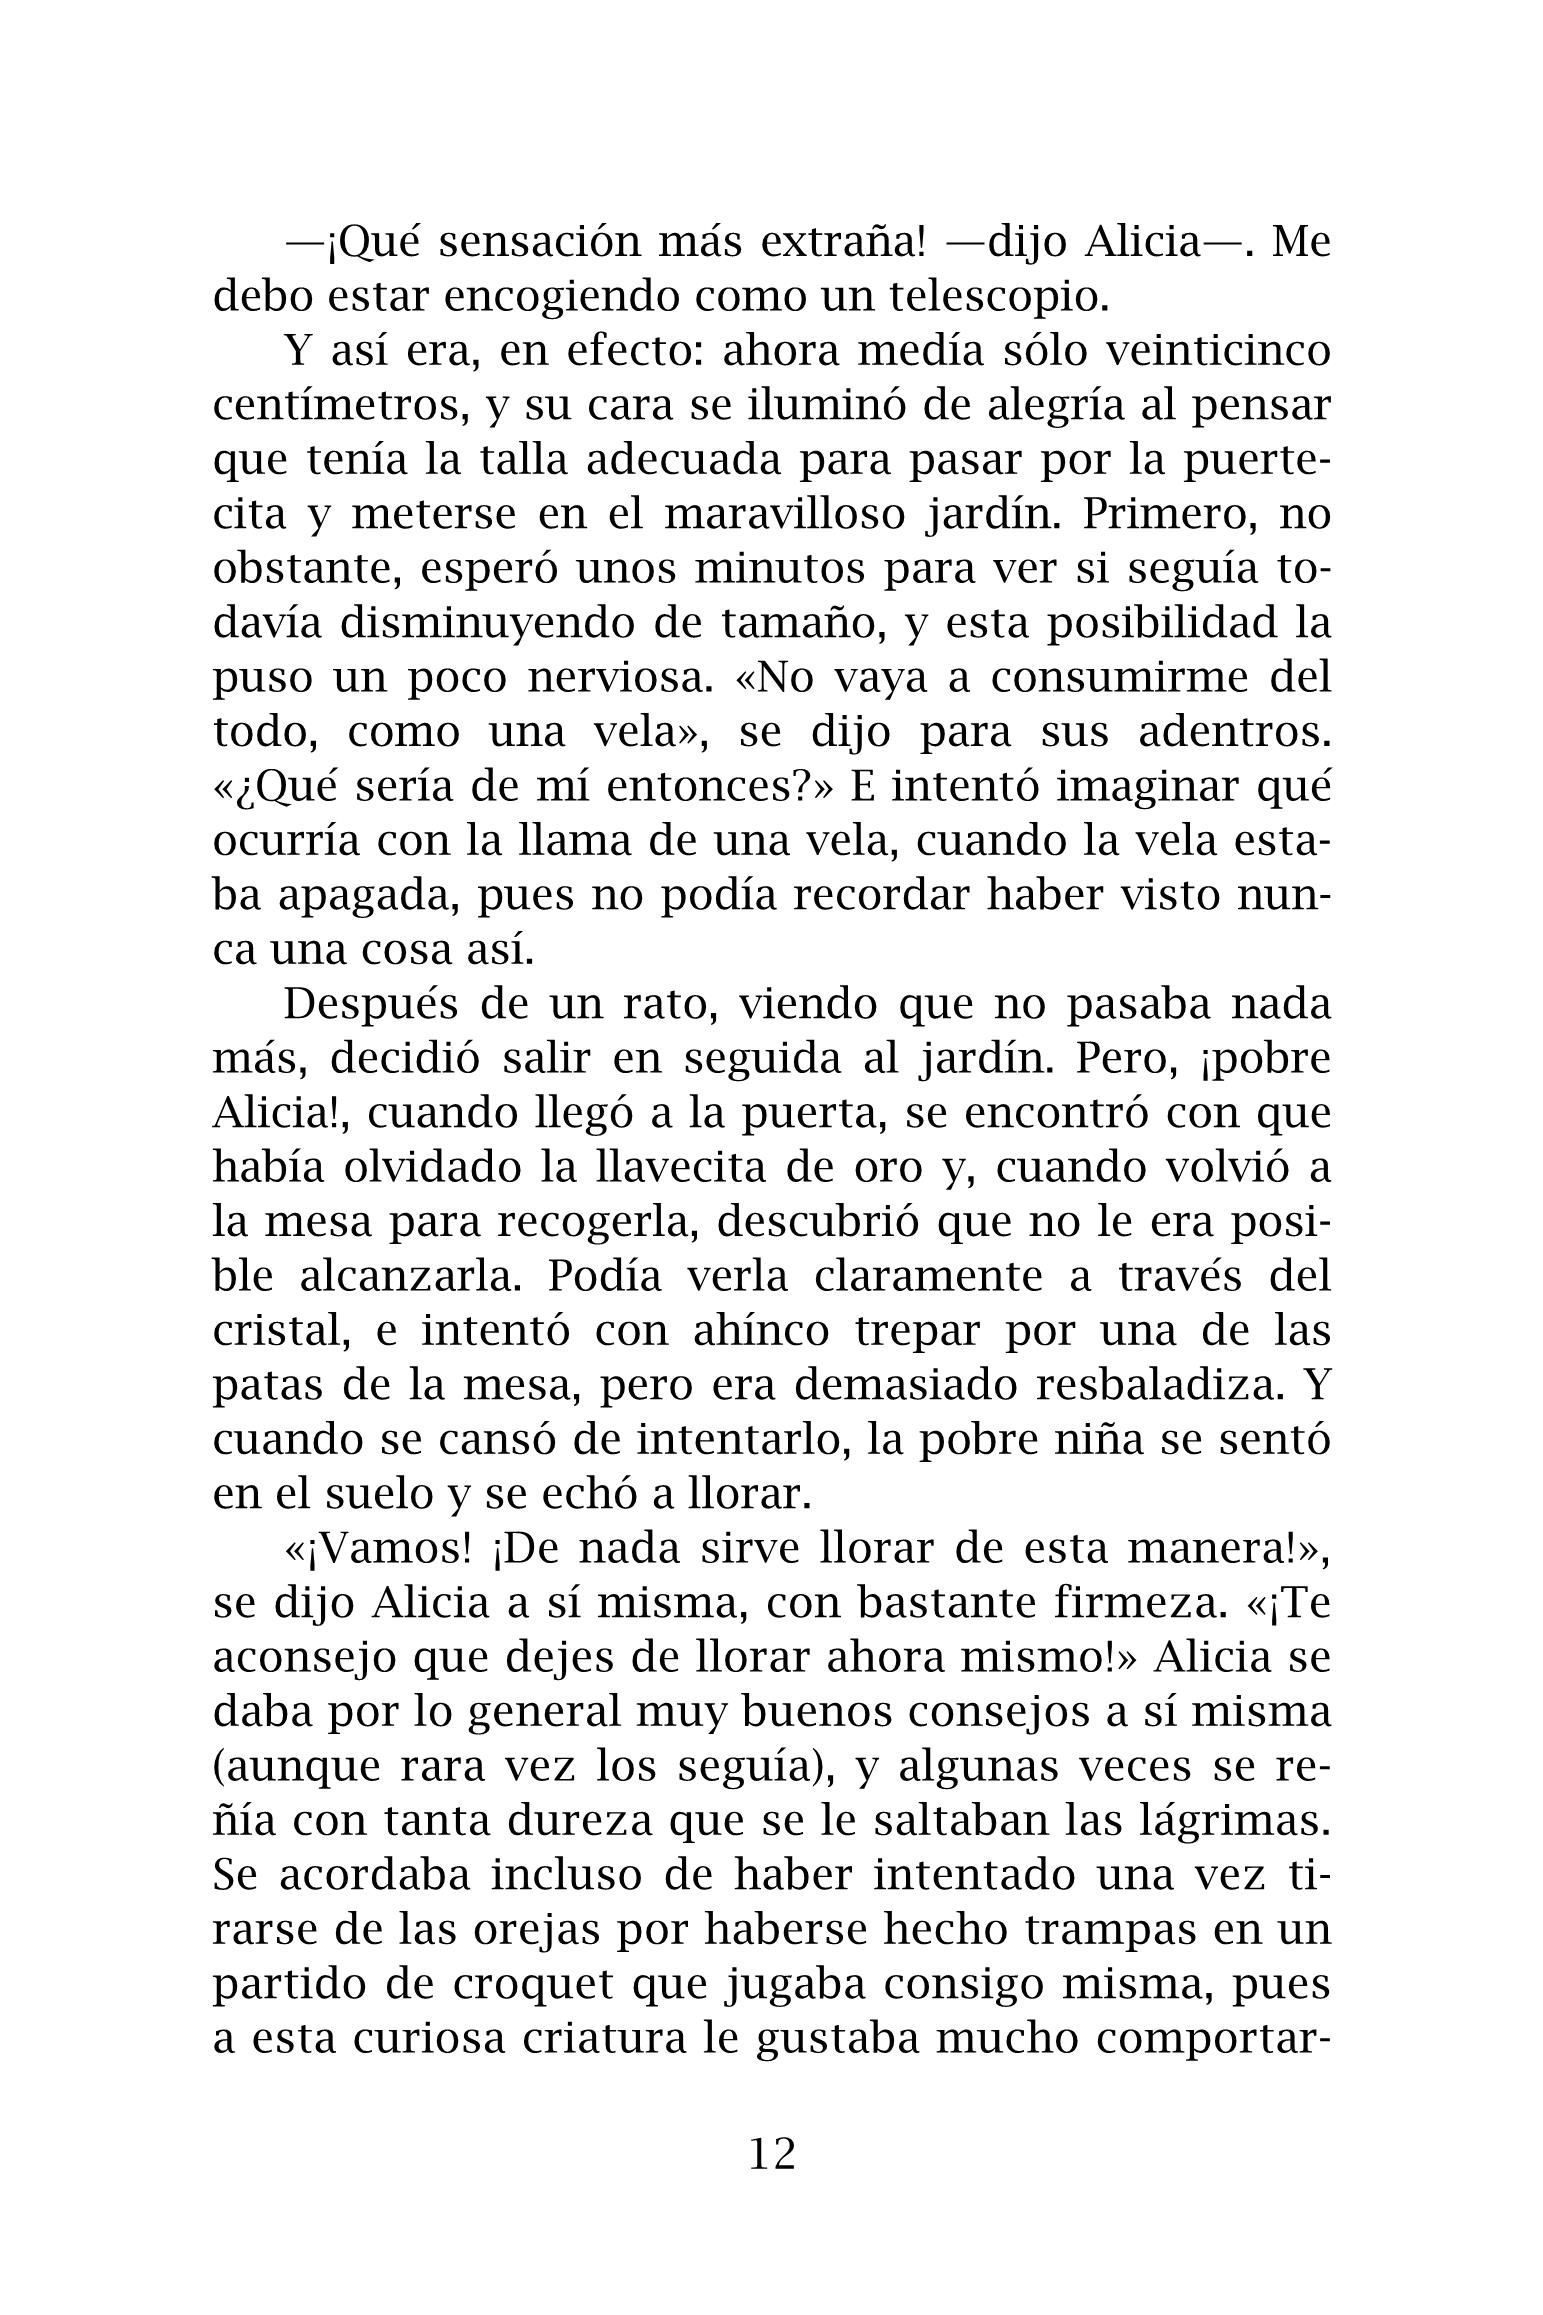 —¡Qué sensación más extraña! —dijo Alicia—. Me
debo estar encogiendo como un telescopio.
Y así era, en efecto: ahora medía sólo veinticinco
centímetros, y su cara se iluminó de alegría al pensar
que tenía la talla adecuada para pasar por la puerte-
cita y meterse en el maravilloso jardín. Primero, no
obstante, esperó unos minutos para ver si seguía to-
davía disminuyendo de tamaño, y esta posibilidad la
puso un poco nerviosa. «No vaya a consumirme del
todo, como una vela», se dijo para sus adentros.
«¿Qué sería de mí entonces?» E intentó imaginar qué
ocurría con la llama de una vela, cuando la vela esta-
ba apagada, pues no podía recordar haber visto nun-
ca una cosa así.
Después de un rato, viendo que no pasaba nada
más, decidió salir en seguida al jardín. Pero, ¡pobre
Alicia!, cuando llegó a la puerta, se encontró con que
había olvidado la llavecita de oro y, cuando volvió a
la mesa para recogerla, descubrió que no le era posi-
ble alcanzarla. Podía verla claramente a través del
cristal, e intentó con ahínco trepar por una de las
patas de la mesa, pero era demasiado resbaladiza. Y
cuando se cansó de intentarlo, la pobre niña se sentó
en el suelo y se echó a llorar.
«¡Vamos! ¡De nada sirve llorar de esta manera!»,
se dijo Alicia a sí misma, con bastante firmeza. «¡Te
aconsejo que dejes de llorar ahora mismo!» Alicia se
daba por lo general muy buenos consejos a sí misma
(aunque rara vez los seguía), y algunas veces se re-
ñía con tanta dureza que se le saltaban las lágrimas.
Se acordaba incluso de haber intentado una vez ti-
rarse de las orejas por haberse hecho trampas en un
partido de croquet que jugaba consigo misma, pues
a esta curiosa criatura le gustaba mucho comportar-
12